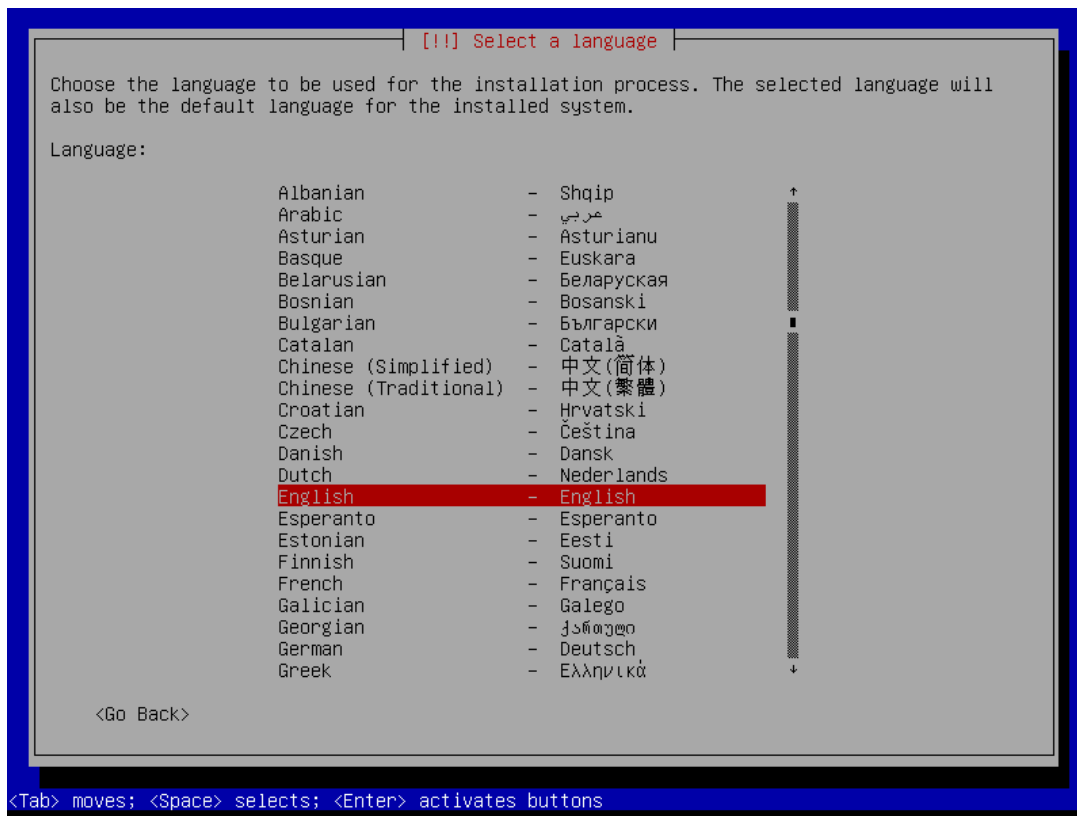 [!!] Select a language
Choose the language to be used for the installation process. The selected language will
also be the default language for the installed system.
Language:
Albanian - Shqip
Arabic - عربي
Asturian - Asturianu
Basque - Euskara
Belarusian - Беларуская
Bosnian - Bosanski
Bulgarian - Български
Catalan - Català
Chinese (Simplified) - 中文(简体)
Chinese (Traditional) - 中文(繁體)
Croatian - Hrvatski
Czech - Čeština
Danish - Dansk
Dutch - Nederlands
English - English
Esperanto - Esperanto
Estonian - Eesti
Finnish - Suomi
French - Français
Galician - Galego
Georgian - ქართული
German - Deutsch
Greek - Ελληνικά
<Go Back>
<Tab> moves; <Space> selects; <Enter> activates buttons